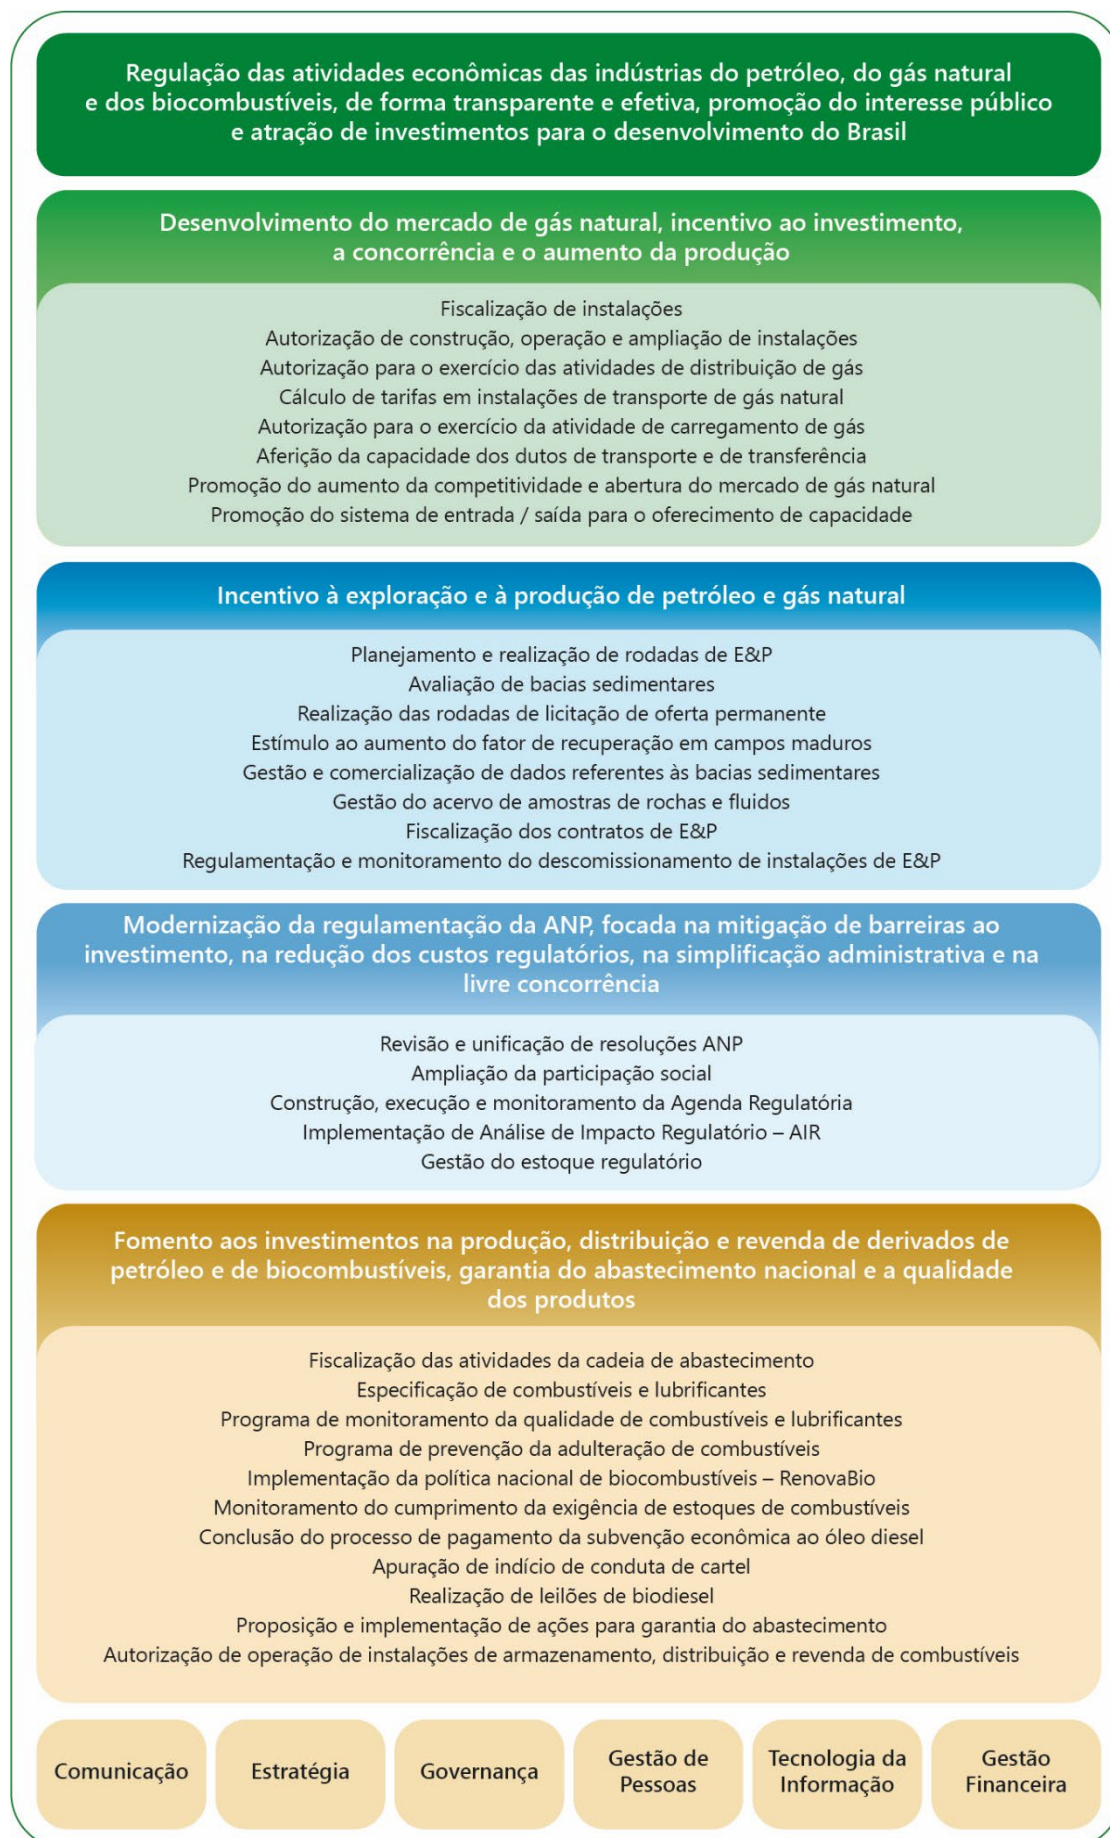 Regulação das atividades econômicas das indústrias do petróleo, do gás natural
e dos biocombustíveis, de forma transparente e efetiva, promoção do interesse público
e atração de investimentos para o desenvolvimento do Brasil
Desenvolvimento do mercado de gás natural, incentivo ao investimento,
a concorrência e o aumento da produção
Fiscalização de instalações
Autorização de construção, operação e ampliação de instalações
Autorização para o exercício das atividades de distribuição de gás
Cálculo de tarifas em instalações de transporte de gás natural
Autorização para o exercício da atividade de carregamento de gás
Aferição da capacidade dos dutos de transporte e de transferência
Promoção do aumento da competitividade e abertura do mercado de gás natural
Promoção do sistema de entrada / saída para o oferecimento de capacidade
Incentivo à exploração e à produção de petróleo e gás natural
Planejamento e realização de rodadas de E&P
Avaliação de bacias sedimentares
Realização das rodadas de licitação de oferta permanente
Estímulo ao aumento do fator de recuperação em campos maduros
Gestão e comercialização de dados referentes às bacias sedimentares
Gestão do acervo de amostras de rochas e fluidos
Fiscalização dos contratos de E&P
Regulamentação e monitoramento do descomissionamento de instalações de E&P
Modernização da regulamentação da ANP, focada na mitigação de barreiras ao
investimento, na redução dos custos regulatórios, na simplificação administrativa e na
livre concorrência
Revisão e unificação de resoluções ANP
Ampliação da participação social
Construção, execução e monitoramento da Agenda Regulatória
Implementação de Análise de Impacto Regulatório – AIR
Gestão do estoque regulatório
Fomento aos investimentos na produção, distribuição e revenda de derivados de
petróleo e de biocombustíveis, garantia do abastecimento nacional e a qualidade
dos produtos
Fiscalização das atividades da cadeia de abastecimento
Especificação de combustíveis e lubrificantes
Programa de monitoramento da qualidade de combustíveis e lubrificantes
Programa de prevenção da adulteração de combustíveis
Implementação da política nacional de biocombustíveis – RenovaBio
Monitoramento do cumprimento da exigência de estoques de combustíveis
Conclusão do processo de pagamento da subvenção econômica ao óleo diesel
Apuração de indício de conduta de cartel
Realização de leilões de biodiesel
Proposição e implementação de ações para garantia do abastecimento
Autorização de operação de instalações de armazenamento, distribuição e revenda de combustíveis
Comunicação
Estratégia
Governança
Gestão de
Pessoas
Tecnologia da
Informação
Gestão
Financeira